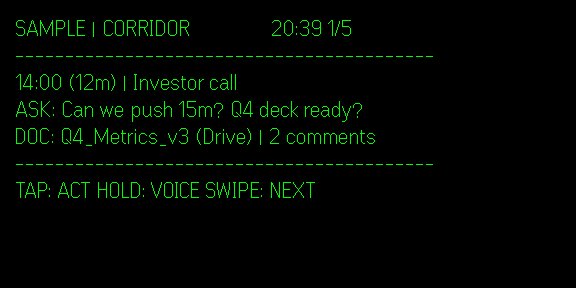 SAMPLE | CORRIDOR 20:39 1/5
------------------------------------------
14:00 (12m) | Investor call
ASK: Can we push 15m? Q4 deck ready?
DOC: Q4_Metrics_v3 (Drive) | 2 comments
------------------------------------------
TAP: ACT HOLD: VOICE SWIPE: NEXT